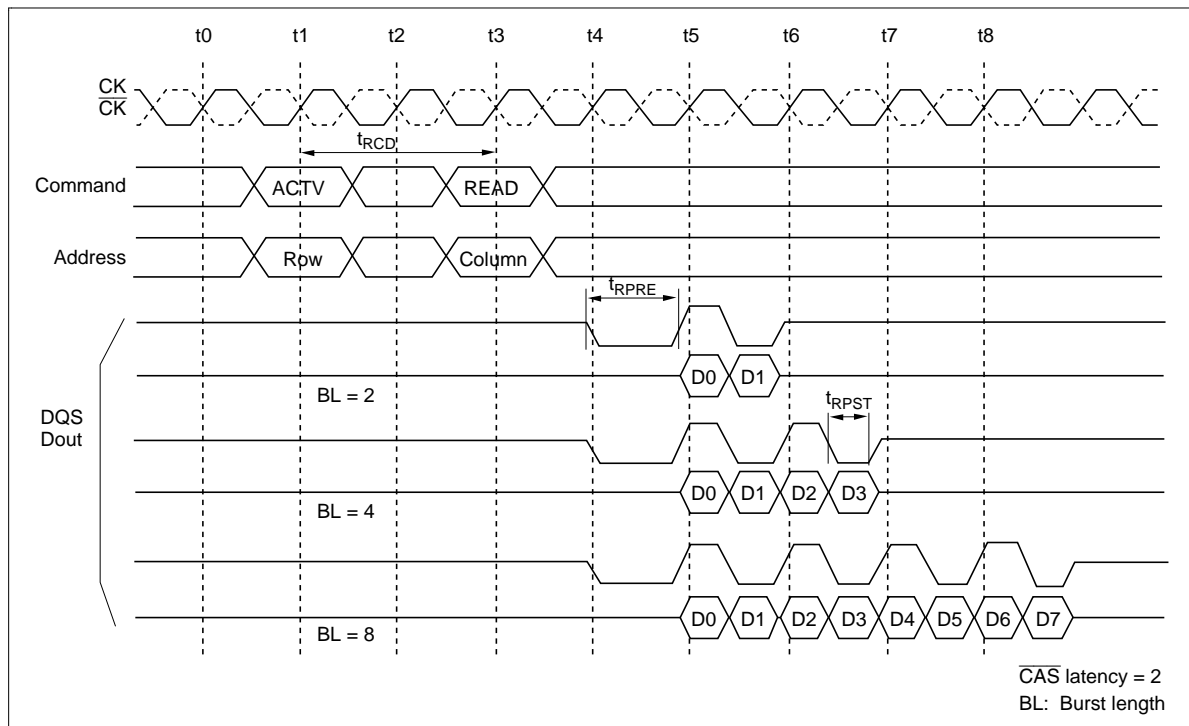 t0 t1 t2 t3 t4 t5 t6 t7 t8
CK
CK
tRCD
Command ACTV READ
Address Row Column
tRPRE
D0 D1
BL = 2
tRPST
DQS
Dout
D0 D1 D2 D3
BL = 4
D0 D1 D2 D3 D4 D5 D6 D7
BL = 8
CAS latency = 2
BL: Burst length